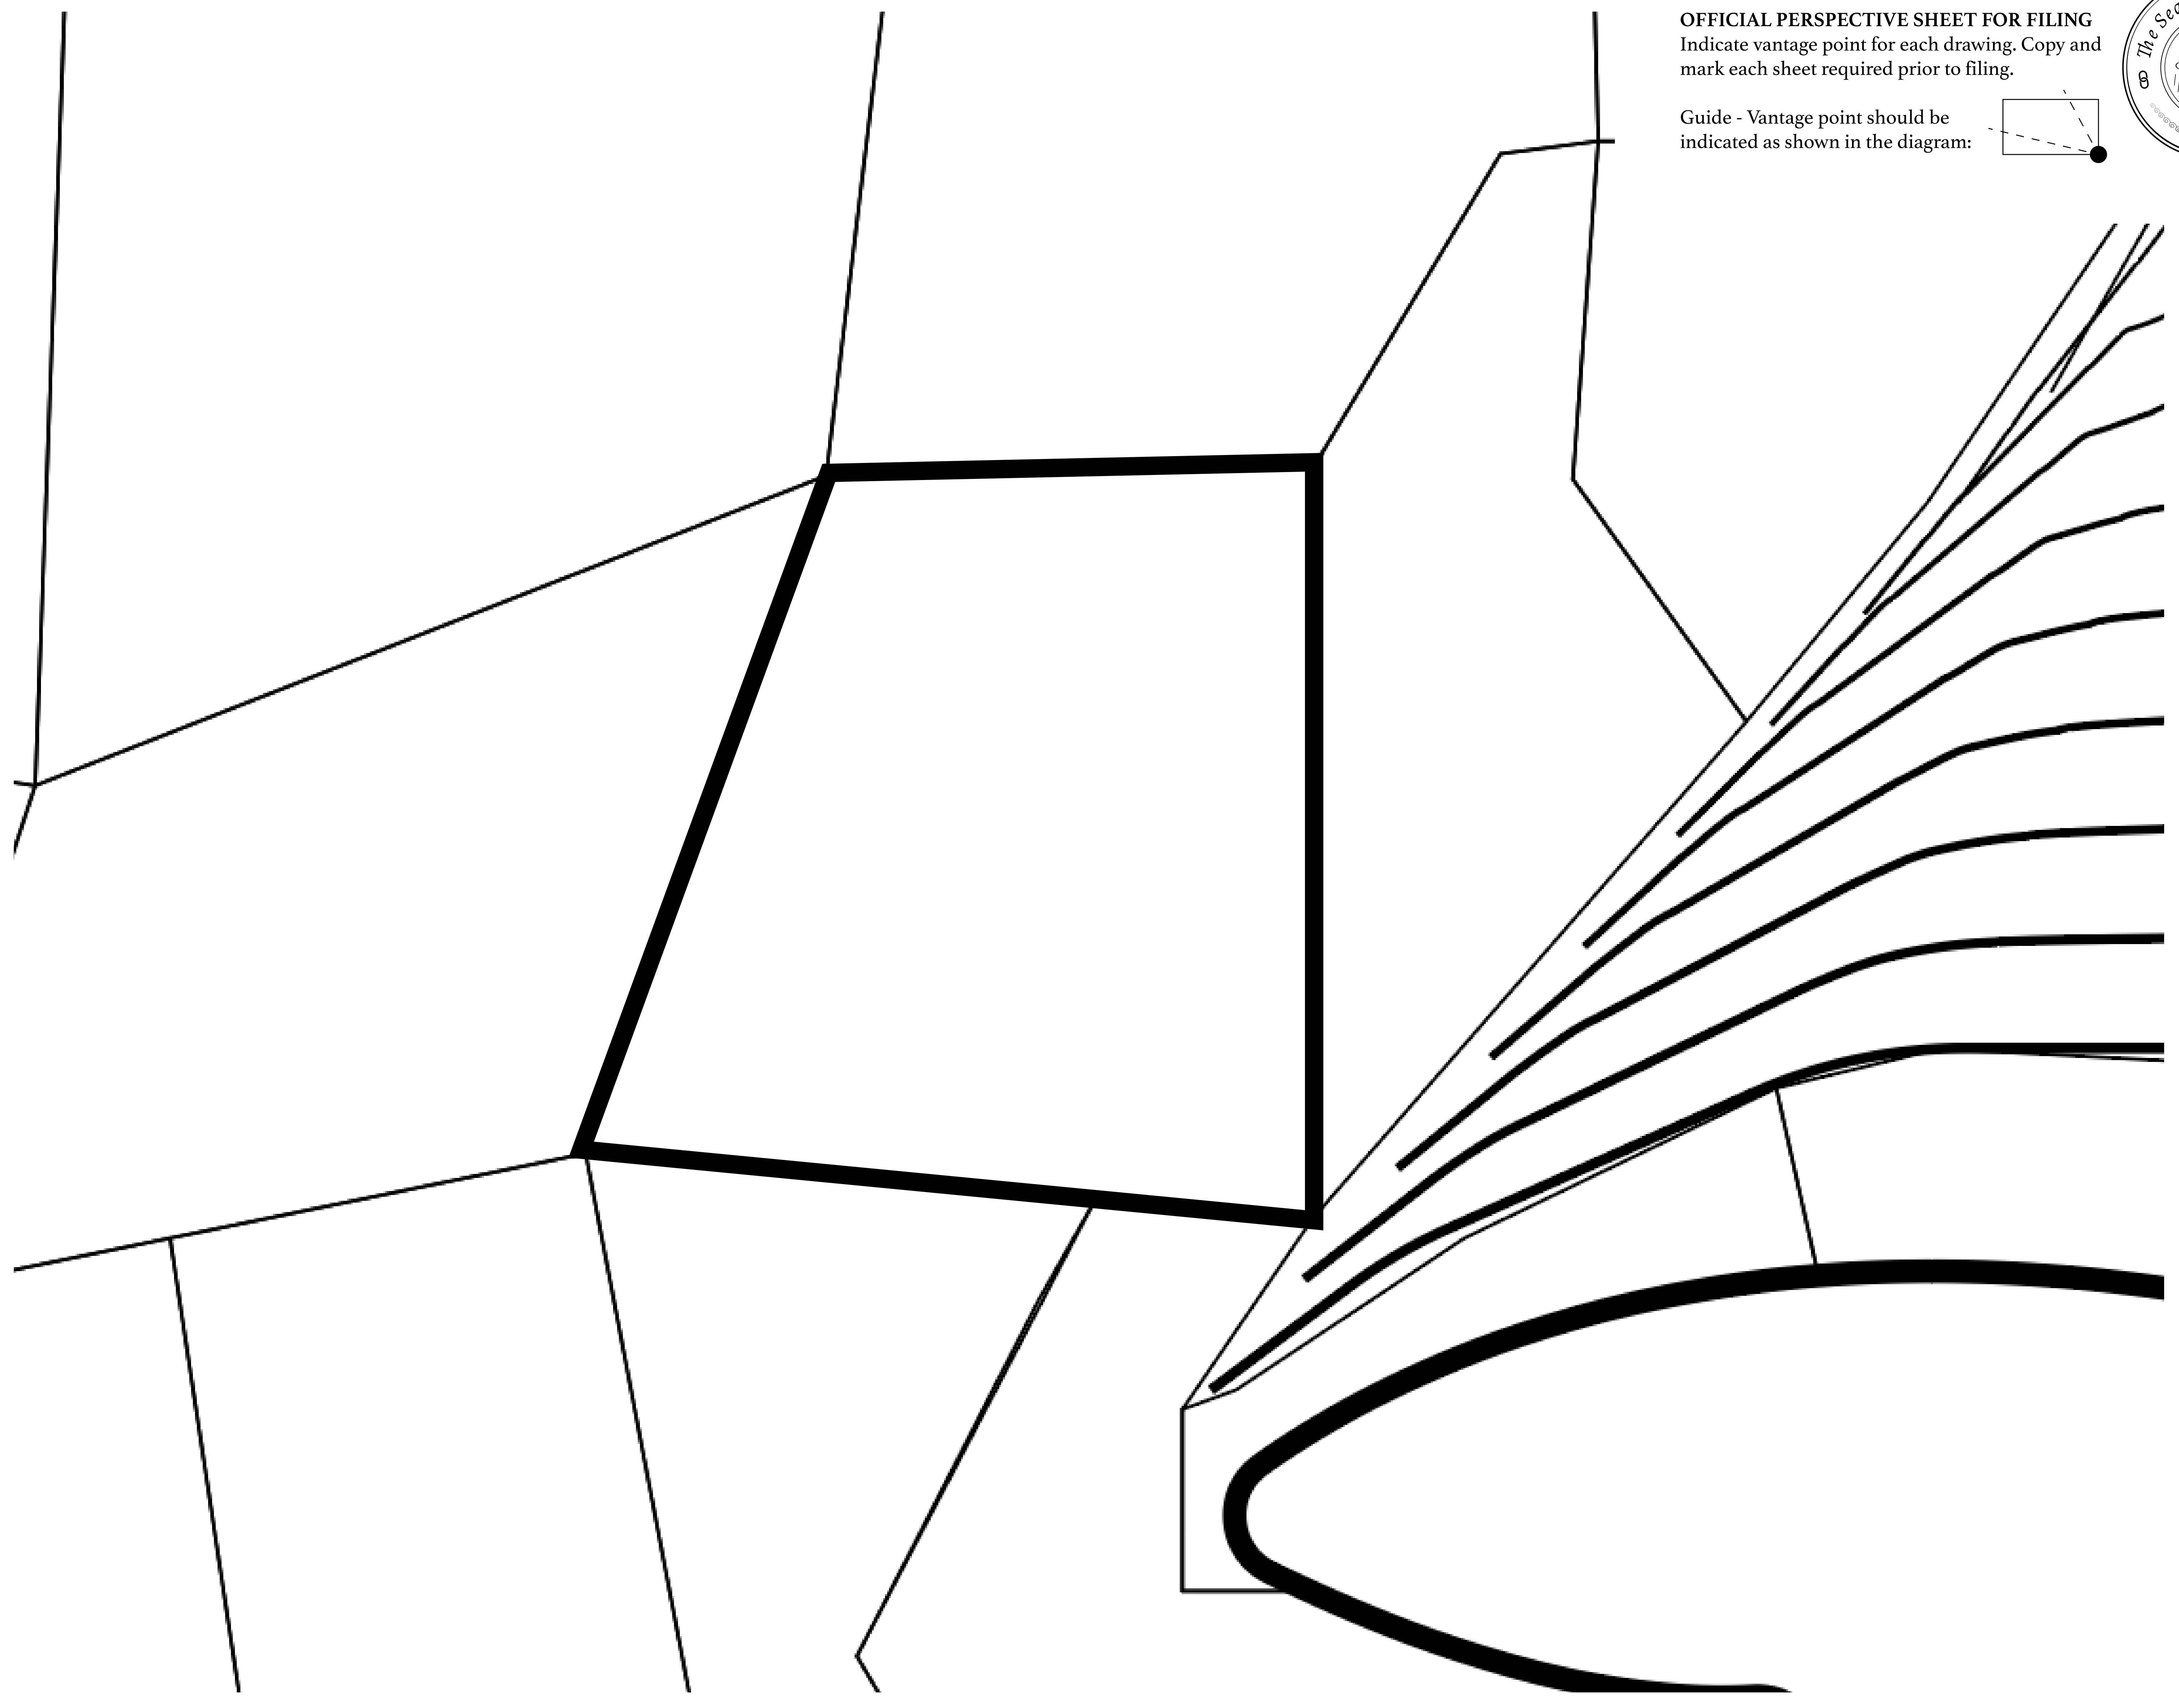 OFFICIAL PERSPECTIVE SHEET FOR FILING
Indicate vantage point for each drawing. Copy and
mark each sheet required prior to filing.
Guide - Vantage point should be
indicated as shown in the diagram:
The